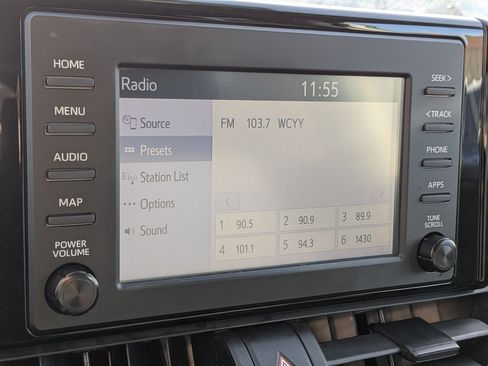 HOME
MENU
AUDIO
MAP
POWER
VOLUME
Radio
11:55
Source
Presets
Station List
Options
Sound
FM 103.7 WCYY
< >
1 90.5 2 90.9 3 89.9
4 101.1 5 94.3 6 1430
SEEK >
< TRACK
PHONE
APPS
TUNE
SCROLL